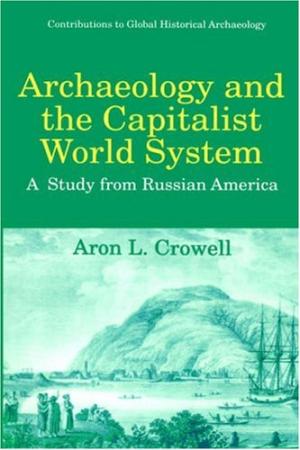 Contributions to Global Historical Archaeology
Archaeology and
the Capitalist
World System
A Study from Russian America
Aron L. Crowell